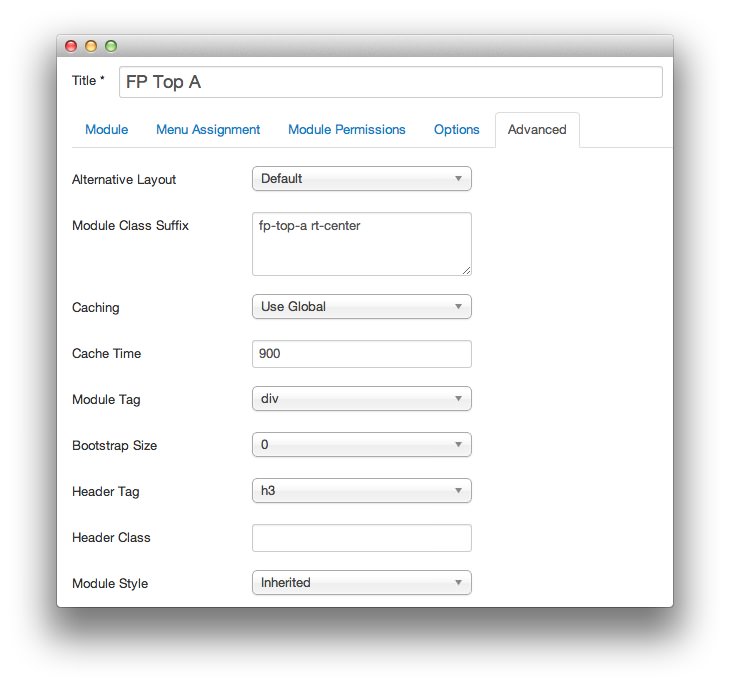 Title * FP Top A
Module Menu Assignment Module Permissions Options Advanced
Alternative Layout Default
Module Class Suffix fp-top-a rt-center
Caching Use Global
Cache Time 900
Module Tag div
Bootstrap Size 0
Header Tag h3
Header Class
Module Style Inherited